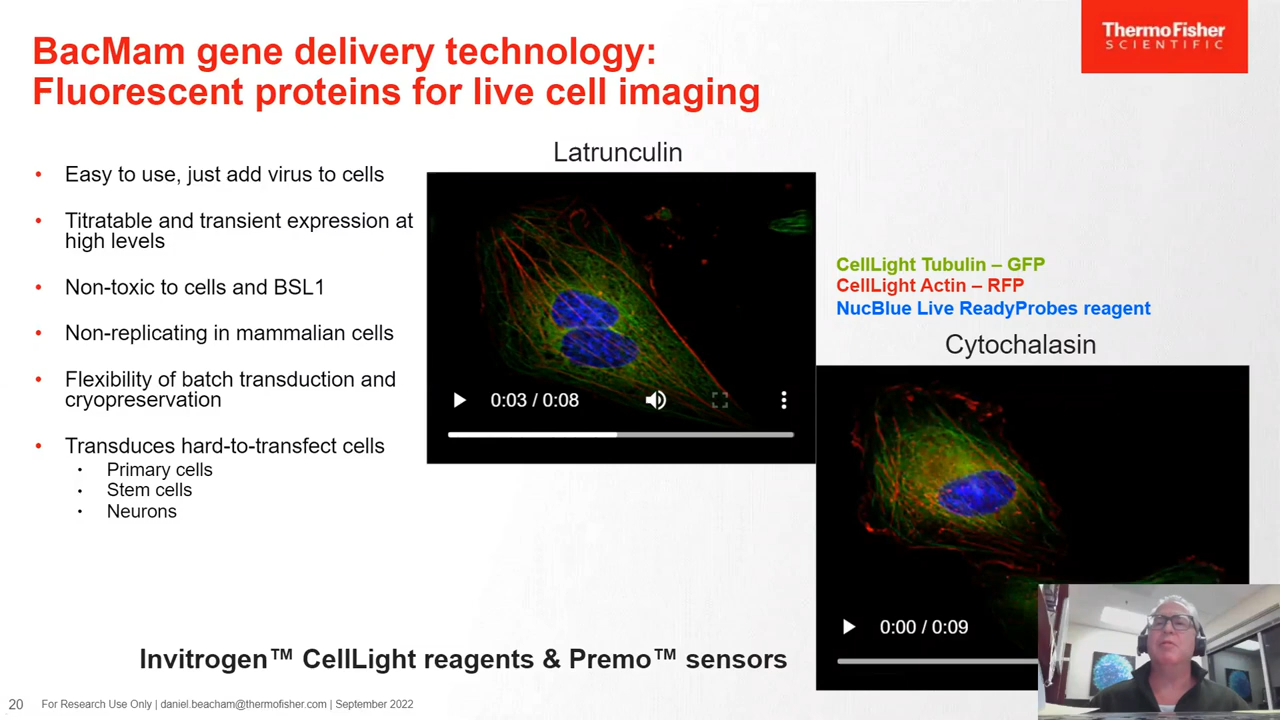 BacMam gene delivery technology:
Fluorescent proteins for live cell imaging
ThermoFisher
SCIENTIFIC
• Easy to use, just add virus to cells
• Titratable and transient expression at
high levels
• Non-toxic to cells and BSL1
• Non-replicating in mammalian cells
• Flexibility of batch transduction and
cryopreservation
• Transduces hard-to-transfect cells
• Primary cells
• Stem cells
• Neurons
Latrunculin
0:03 / 0:08
CellLight Tubulin – GFP
CellLight Actin – RFP
NucBlue Live ReadyProbes reagent
Cytochalasin
0:00 / 0:09
Invitrogen™ CellLight reagents & Premo™ sensors
20 For Research Use Only | daniel.beacham@thermofisher.com | September 2022